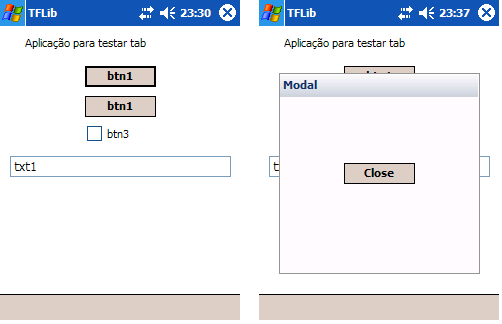 TFLib 23:30
Aplicação para testar tab
btn1
btn1
btn3
txt1
TFLib 23:37
Aplicação para testar tab
Modal
Close